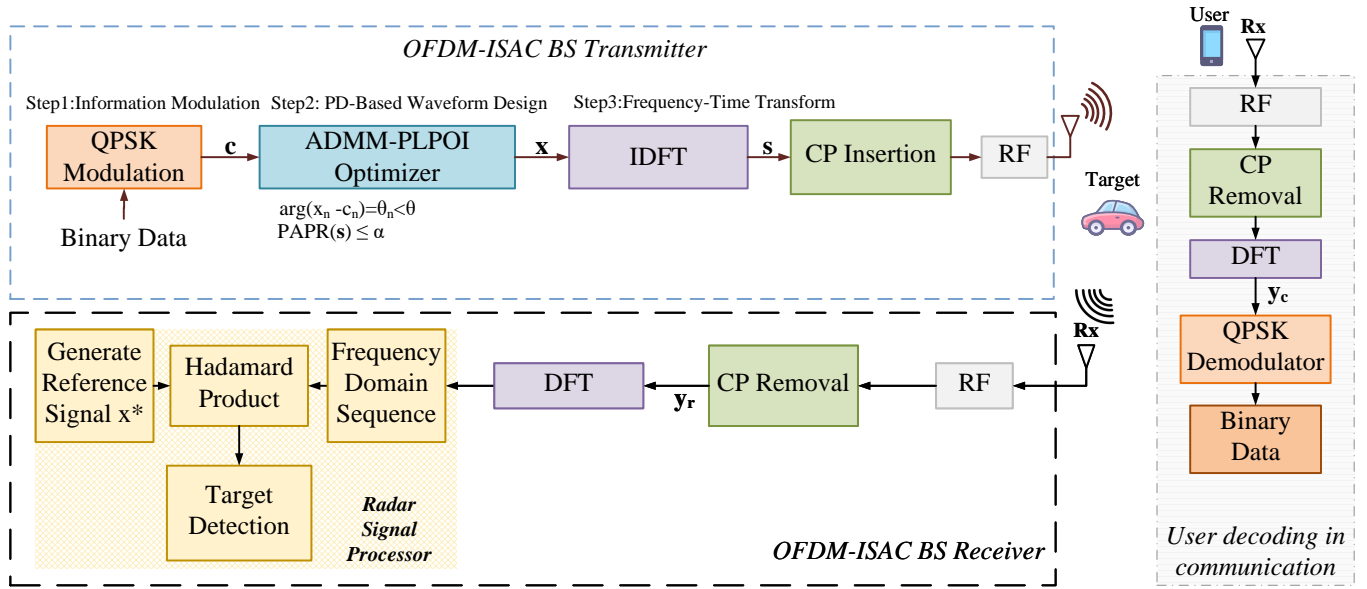 OFDM-ISAC BS Transmitter
Step1:Information Modulation
Step2: PD-Based Waveform Design
Step3:Frequency-Time Transform
QPSK
Modulation
c
ADMM-PLPOI
Optimizer
x
IDFT
s
CP Insertion
RF
Binary Data
arg(xₙ -cₙ)=θₙ<θ
PAPR(s) ≤ α
Target
User
Rx
RF
CP
Removal
DFT
y_c
QPSK
Demodulator
Binary
Data
User decoding in
communication
Generate
Reference
Signal x*
Hadamard
Product
Frequency
Domain
Sequence
DFT
y_r
CP Removal
RF
Rx
Target
Detection
Radar
Signal
Processor
OFDM-ISAC BS Receiver